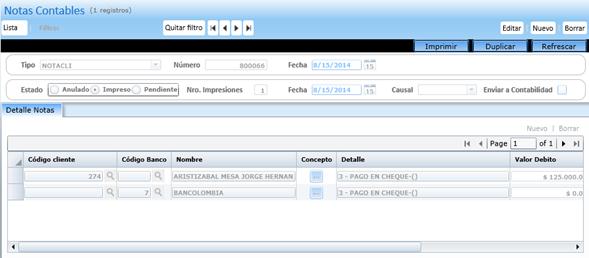 Notas Contables (1 registros)
Lista Filtros Quitar filtro Editar Nuevo Borrar
Imprimir Duplicar Refrescar
Tipo NOTACLI Número 800066 Fecha 8/15/2014 15
Estado Anulado Impreso Pendiente Nro. Impresiones 1 Fecha 8/15/2014 15 Causal Enviar a Contabilidad
Detalle Notas
Nuevo | Borrar
Page 1 of 1
Código cliente Código Banco Nombre Concepto Detalle Valor Debito
274 ARISTIZABAL MESA JORGE HERNAN 3 - PAGO EN CHEQUE-() $ 125.000.0
7 BANCOLOMBIA 3 - PAGO EN CHEQUE-() $ 0.0